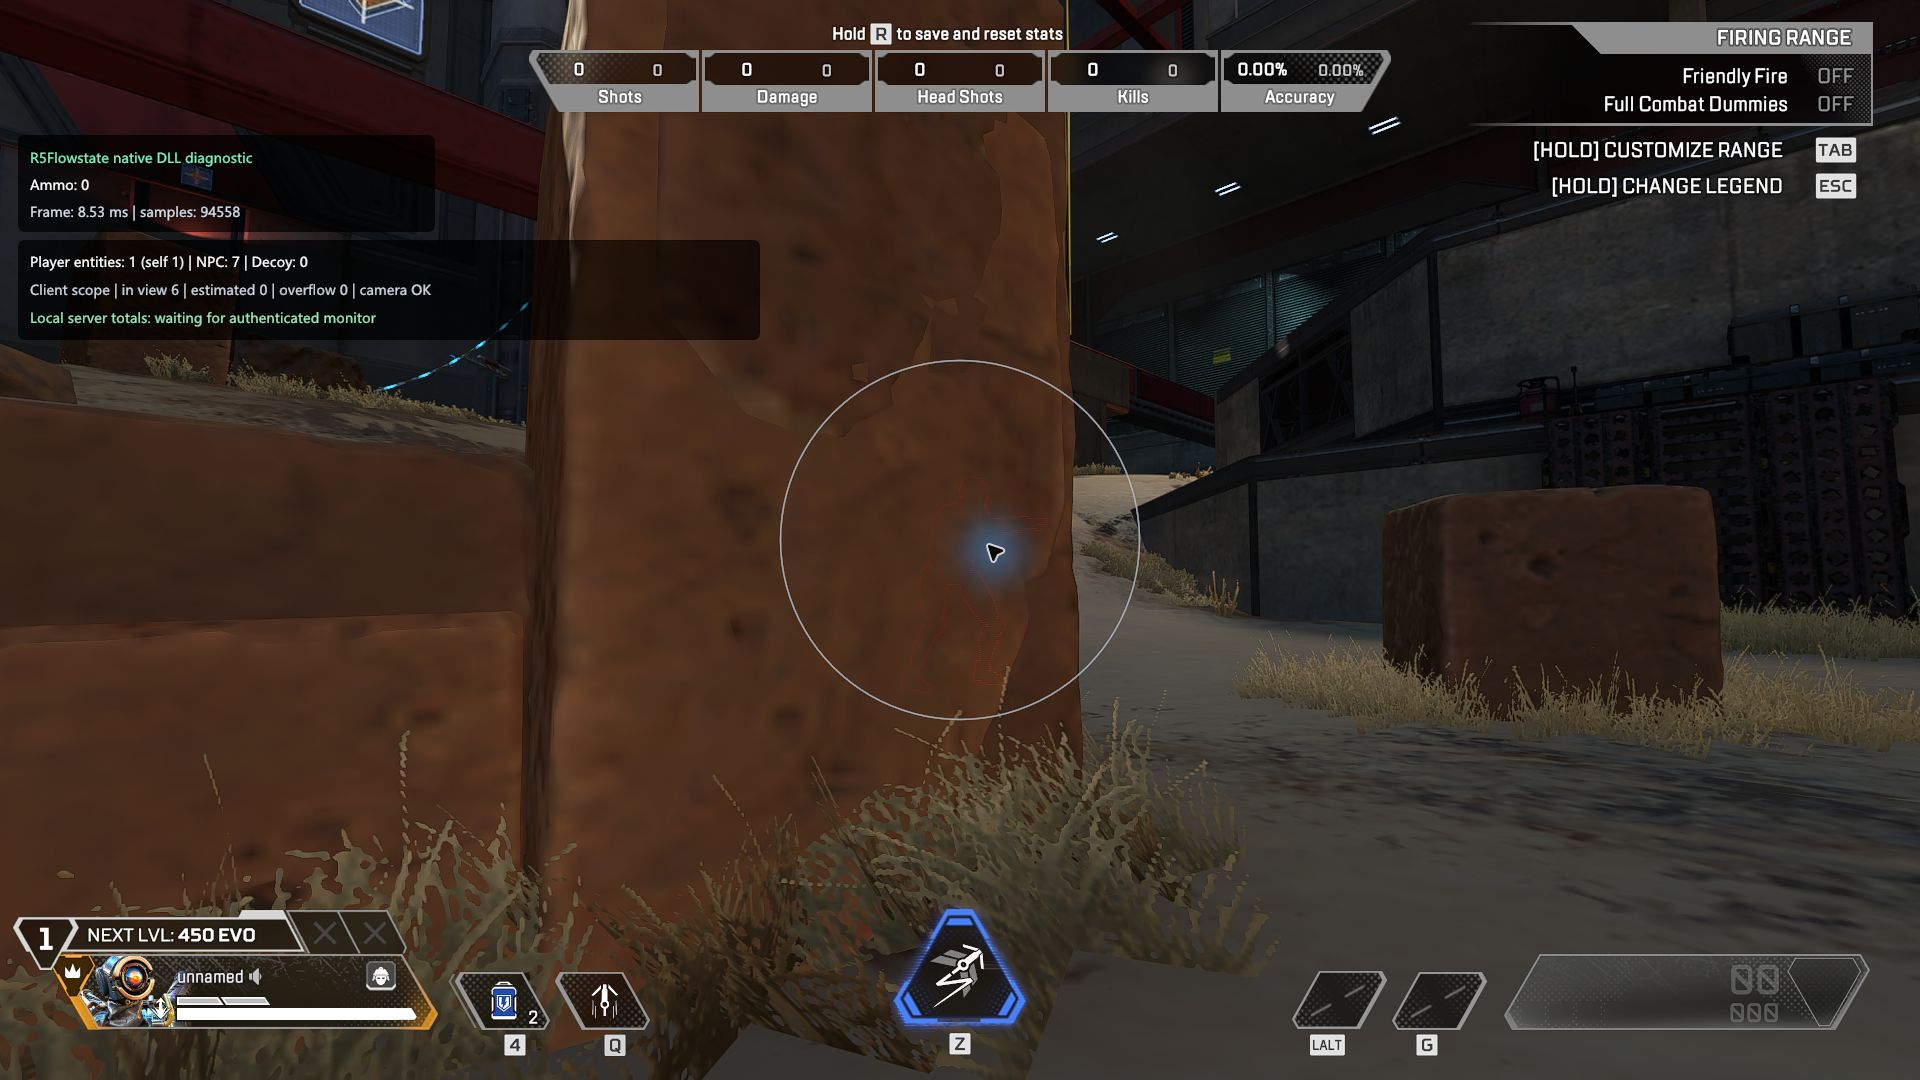 Hold R to save and reset stats
0 0 0 0 0 0 0 0 0.00% 0.00%
Shots Damage Head Shots Kills Accuracy
FIRING RANGE
Friendly Fire OFF
Full Combat Dummies OFF
[HOLD] CUSTOMIZE RANGE TAB
[HOLD] CHANGE LEGEND ESC
R5Flowstate native DLL diagnostic
Ammo: 0
Frame: 8.53 ms | samples: 94558
Player entities: 1 (self 1) | NPC: 7 | Decoy: 0
Client scope | in view 6 | estimated 0 | overflow 0 | camera OK
Local server totals: waiting for authenticated monitor
1 NEXT LVL: 450 EVO
unnamed
2
4 Q Z LALT G
00
000